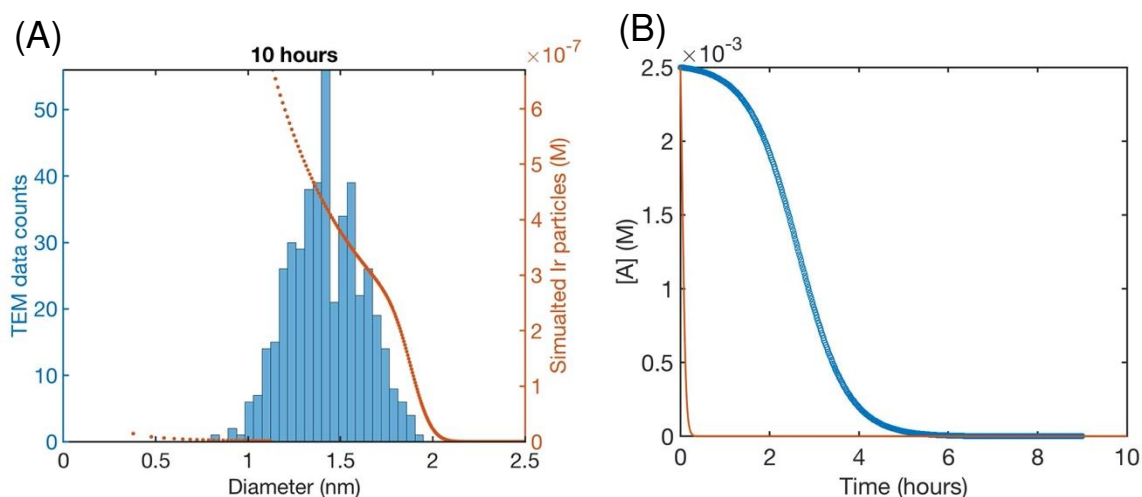 (A)
10 hours
×10⁻⁷
TEM data counts
50
40
30
20
10
0
6
5
4
3
2
1
0
Simualted Ir particles (M)
0 0.5 1 1.5 2 2.5
Diameter (nm)
(B)
×10⁻³
[A] (M)
2.5
2
1.5
1
0.5
0
0 2 4 6 8 10
Time (hours)